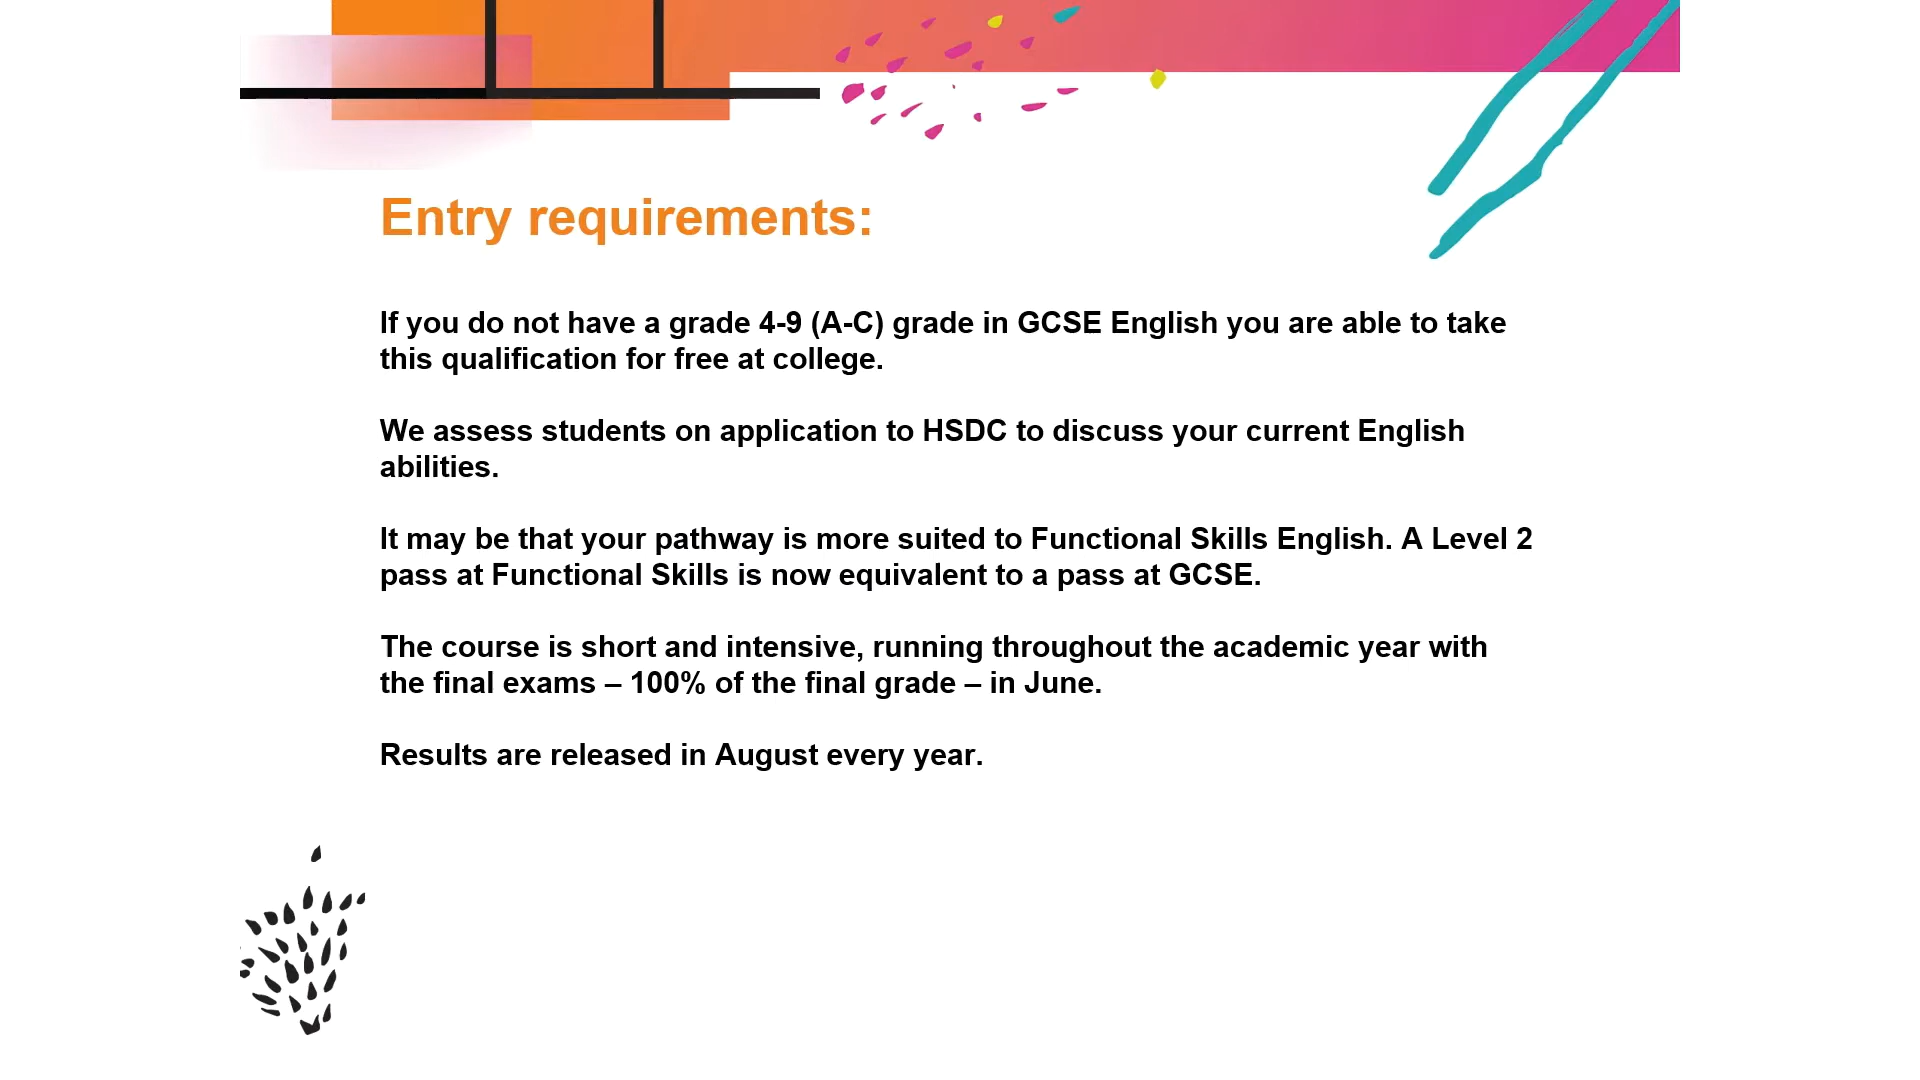 Entry requirements:
If you do not have a grade 4-9 (A-C) grade in GCSE English you are able to take
this qualification for free at college.
We assess students on application to HSDC to discuss your current English
abilities.
It may be that your pathway is more suited to Functional Skills English. A Level 2
pass at Functional Skills is now equivalent to a pass at GCSE.
The course is short and intensive, running throughout the academic year with
the final exams – 100% of the final grade – in June.
Results are released in August every year.